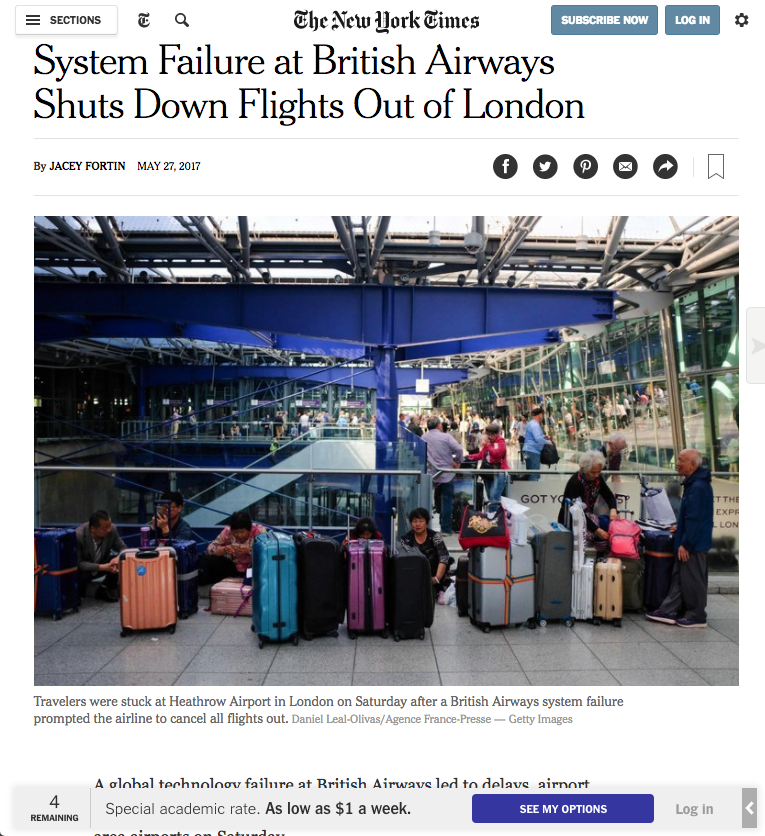 SECTIONS
The New York Times
SUBSCRIBE NOW
LOG IN
System Failure at British Airways
Shuts Down Flights Out of London
By JACEY FORTIN MAY 27, 2017
GOT YO
Travelers were stuck at Heathrow Airport in London on Saturday after a British Airways system failure
prompted the airline to cancel all flights out. Daniel Leal-Olivas/Agence France-Presse — Getty Images
A global technology failure at British Airways led to delays, airport
4
REMAINING
Special academic rate. As low as $1 a week.
SEE MY OPTIONS
Log in
area airports on Saturday.